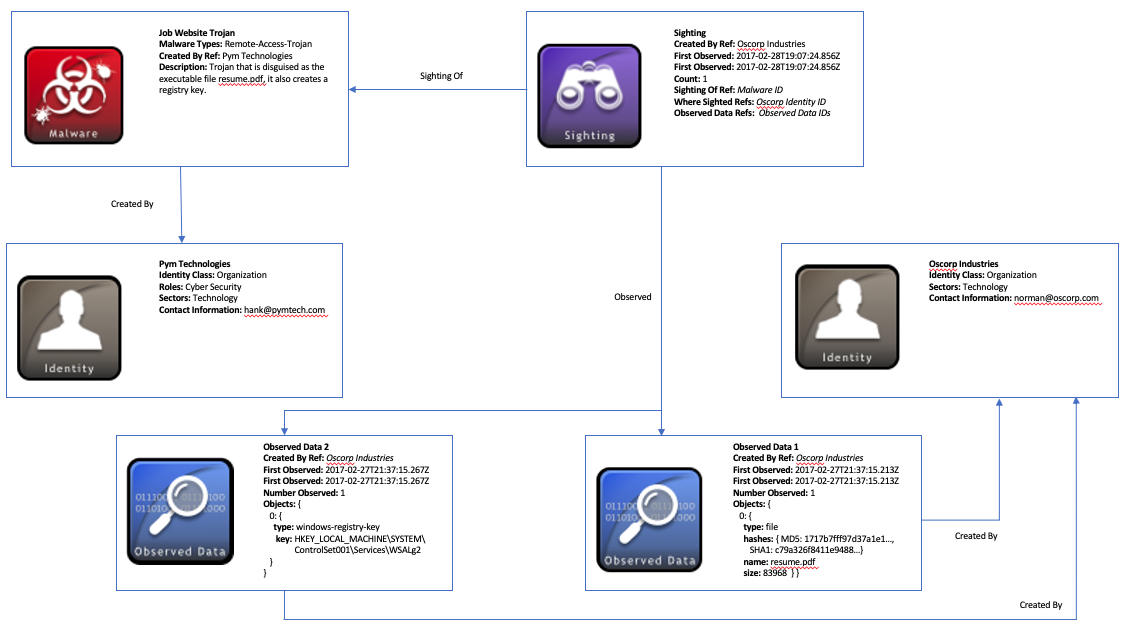 Job Website Trojan
Malware Types: Remote-Access-Trojan
Created By Ref: Pym Technologies
Description: Trojan that is disguised as the
executable file resume.pdf, it also creates a
registry key.
Malware
Sighting Of
Sighting
Created By Ref: Oscorp Industries
First Observed: 2017-02-28T19:07:24.856Z
First Observed: 2017-02-28T19:07:24.856Z
Count: 1
Sighting Of Ref: Malware ID
Where Sighted Refs: Oscorp Identity ID
Observed Data Refs: Observed Data IDs
Sighting
Created By
Pym Technologies
Identity Class: Organization
Roles: Cyber Security
Sectors: Technology
Contact Information: hank@pymtech.com
Identity
Observed
Oscorp Industries
Identity Class: Organization
Sectors: Technology
Contact Information: norman@oscorp.com
Identity
Observed Data 2
Created By Ref: Oscorp Industries
First Observed: 2017-02-27T21:37:15.267Z
First Observed: 2017-02-27T21:37:15.267Z
Number Observed: 1
Objects: {
0: {
type: windows-registry-key
key: HKEY_LOCAL_MACHINE\SYSTEM\
ControlSet001\Services\WSALg2
}
}
Observed Data
Observed Data 1
Created By Ref: Oscorp Industries
First Observed: 2017-02-27T21:37:15.213Z
First Observed: 2017-02-27T21:37:15.213Z
Number Observed: 1
Objects: {
0: {
type: file
hashes: { MD5: 1717b7fff97d37a1e1...,
SHA1: c79a326f8411e9488...}
name: resume.pdf
size: 83968 } }
Observed Data
Created By
Created By